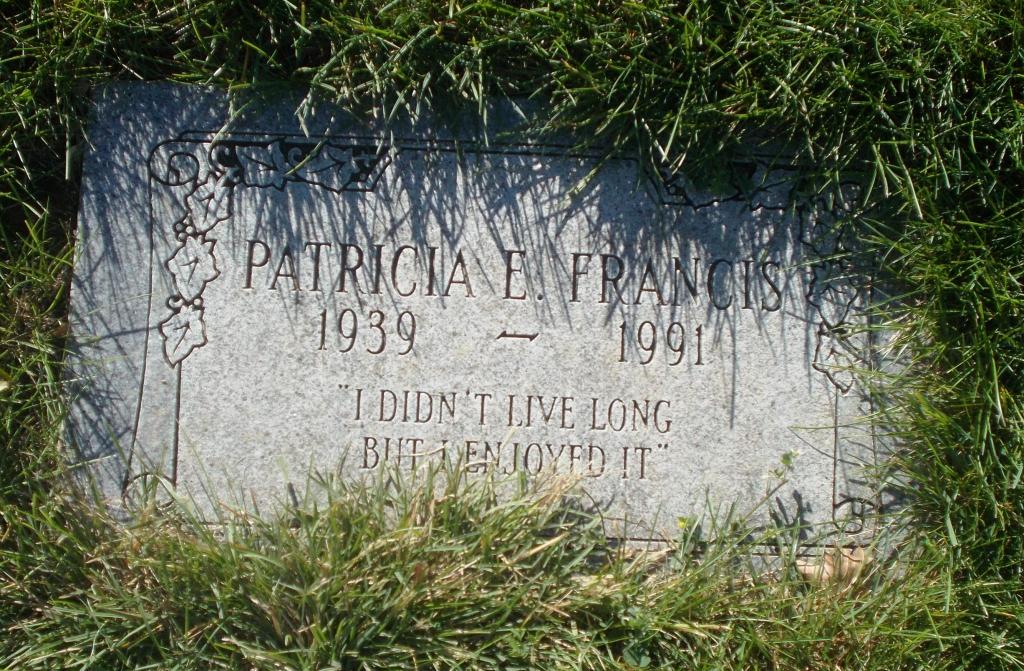 PATRICIA E. FRANCIS
1939 – 1991
"I DIDN'T LIVE LONG
BUT I ENJOYED IT"